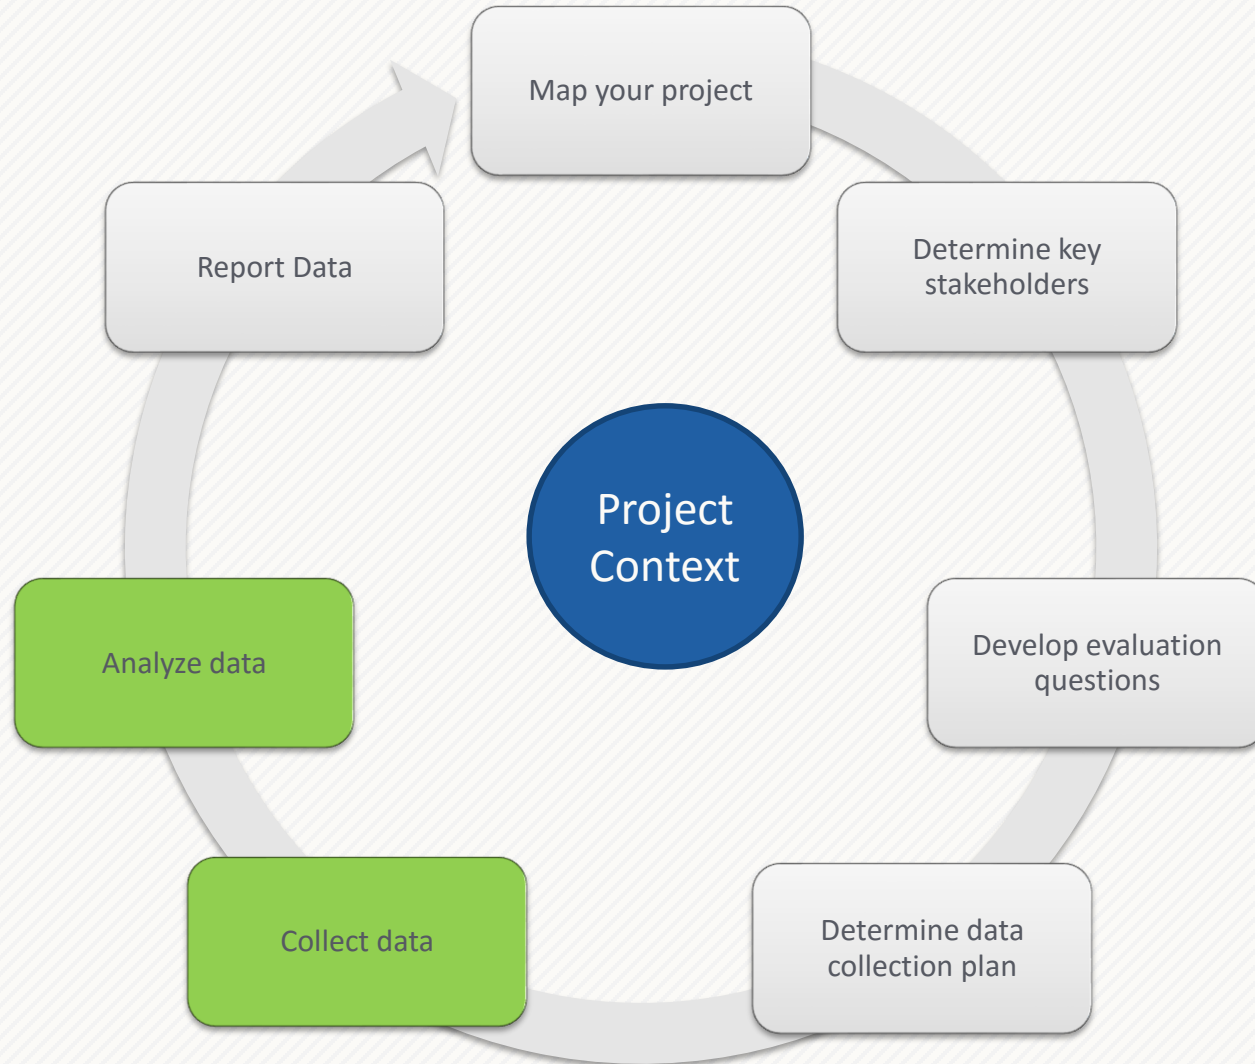 Map your project
Determine key
stakeholders
Develop evaluation
questions
Determine data
collection plan
Collect data
Analyze data
Report Data
Project
Context